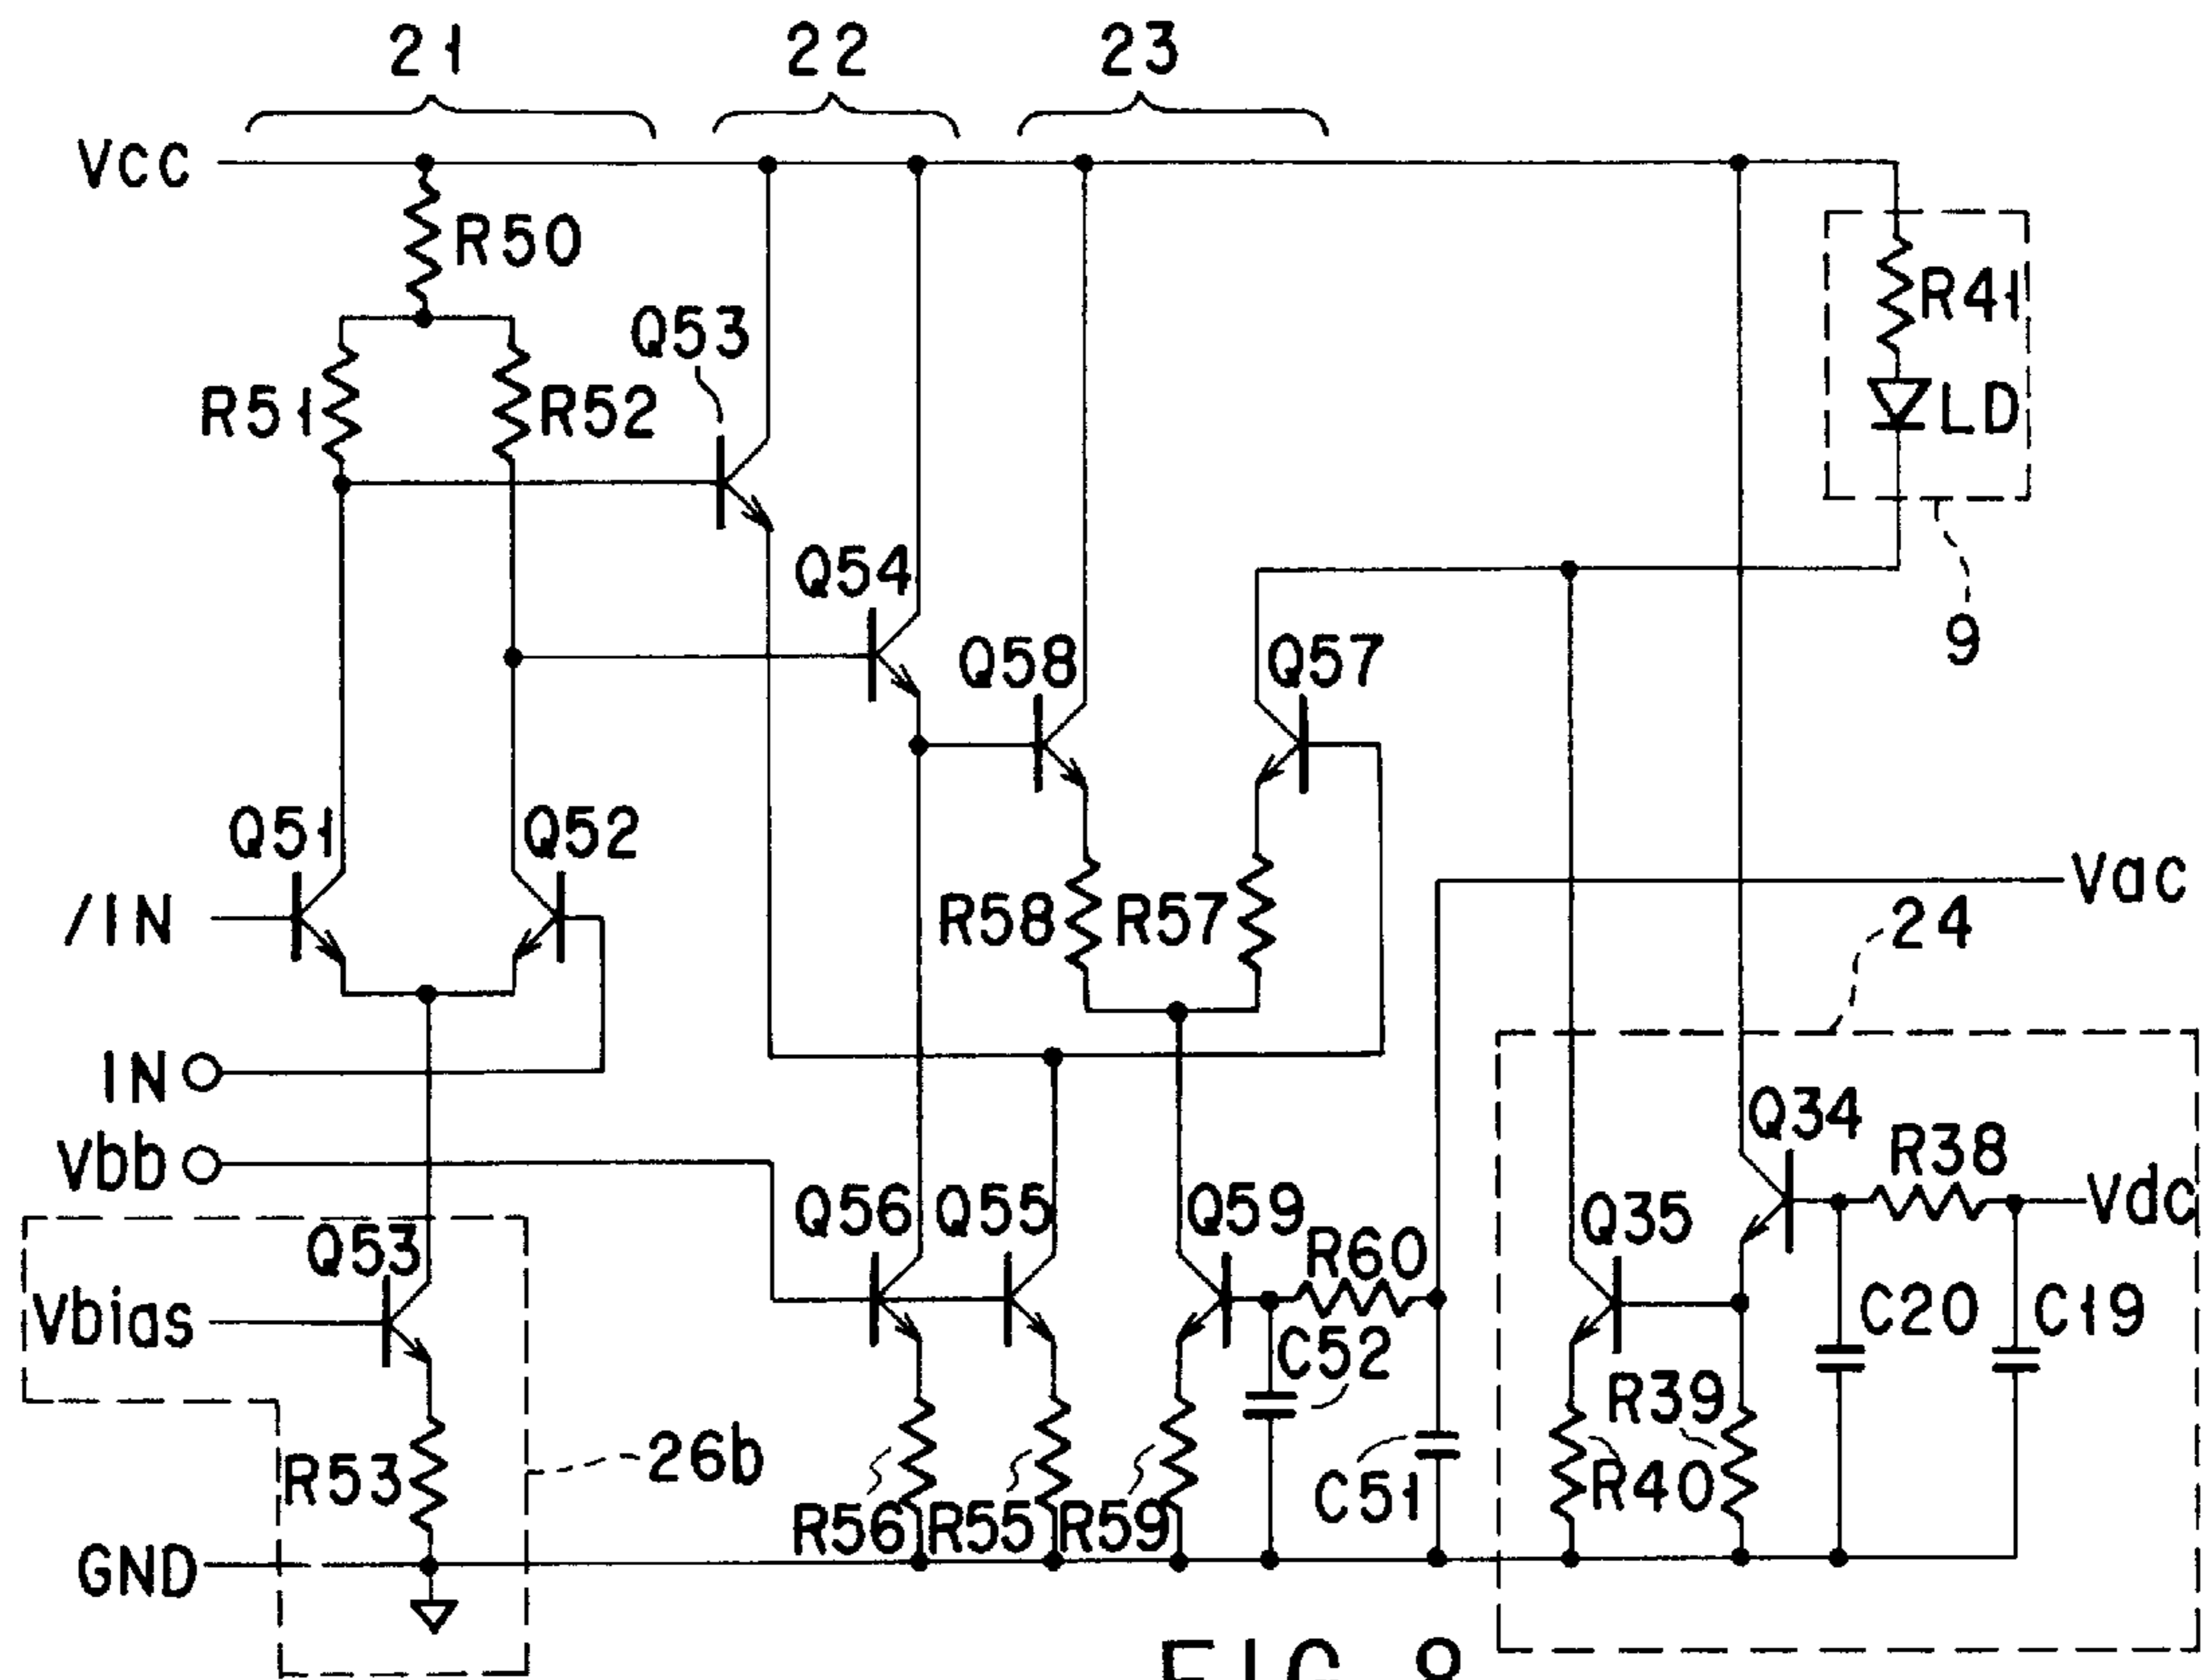 21
22
23
VCC
R50
Q53
R41
R51
R52
LD
Q54
Q58
Q57
9
Q51
Q52
Vac
/IN
R58
R57
24
IN
Q34
R38
Vbb
Q56
Q55
Q59
Q35
Vdc
Q53
R60
Vbias
C52
C20
C19
R39
R53
26b
R56
R55
R59
C51
R40
GND
FIG. 8